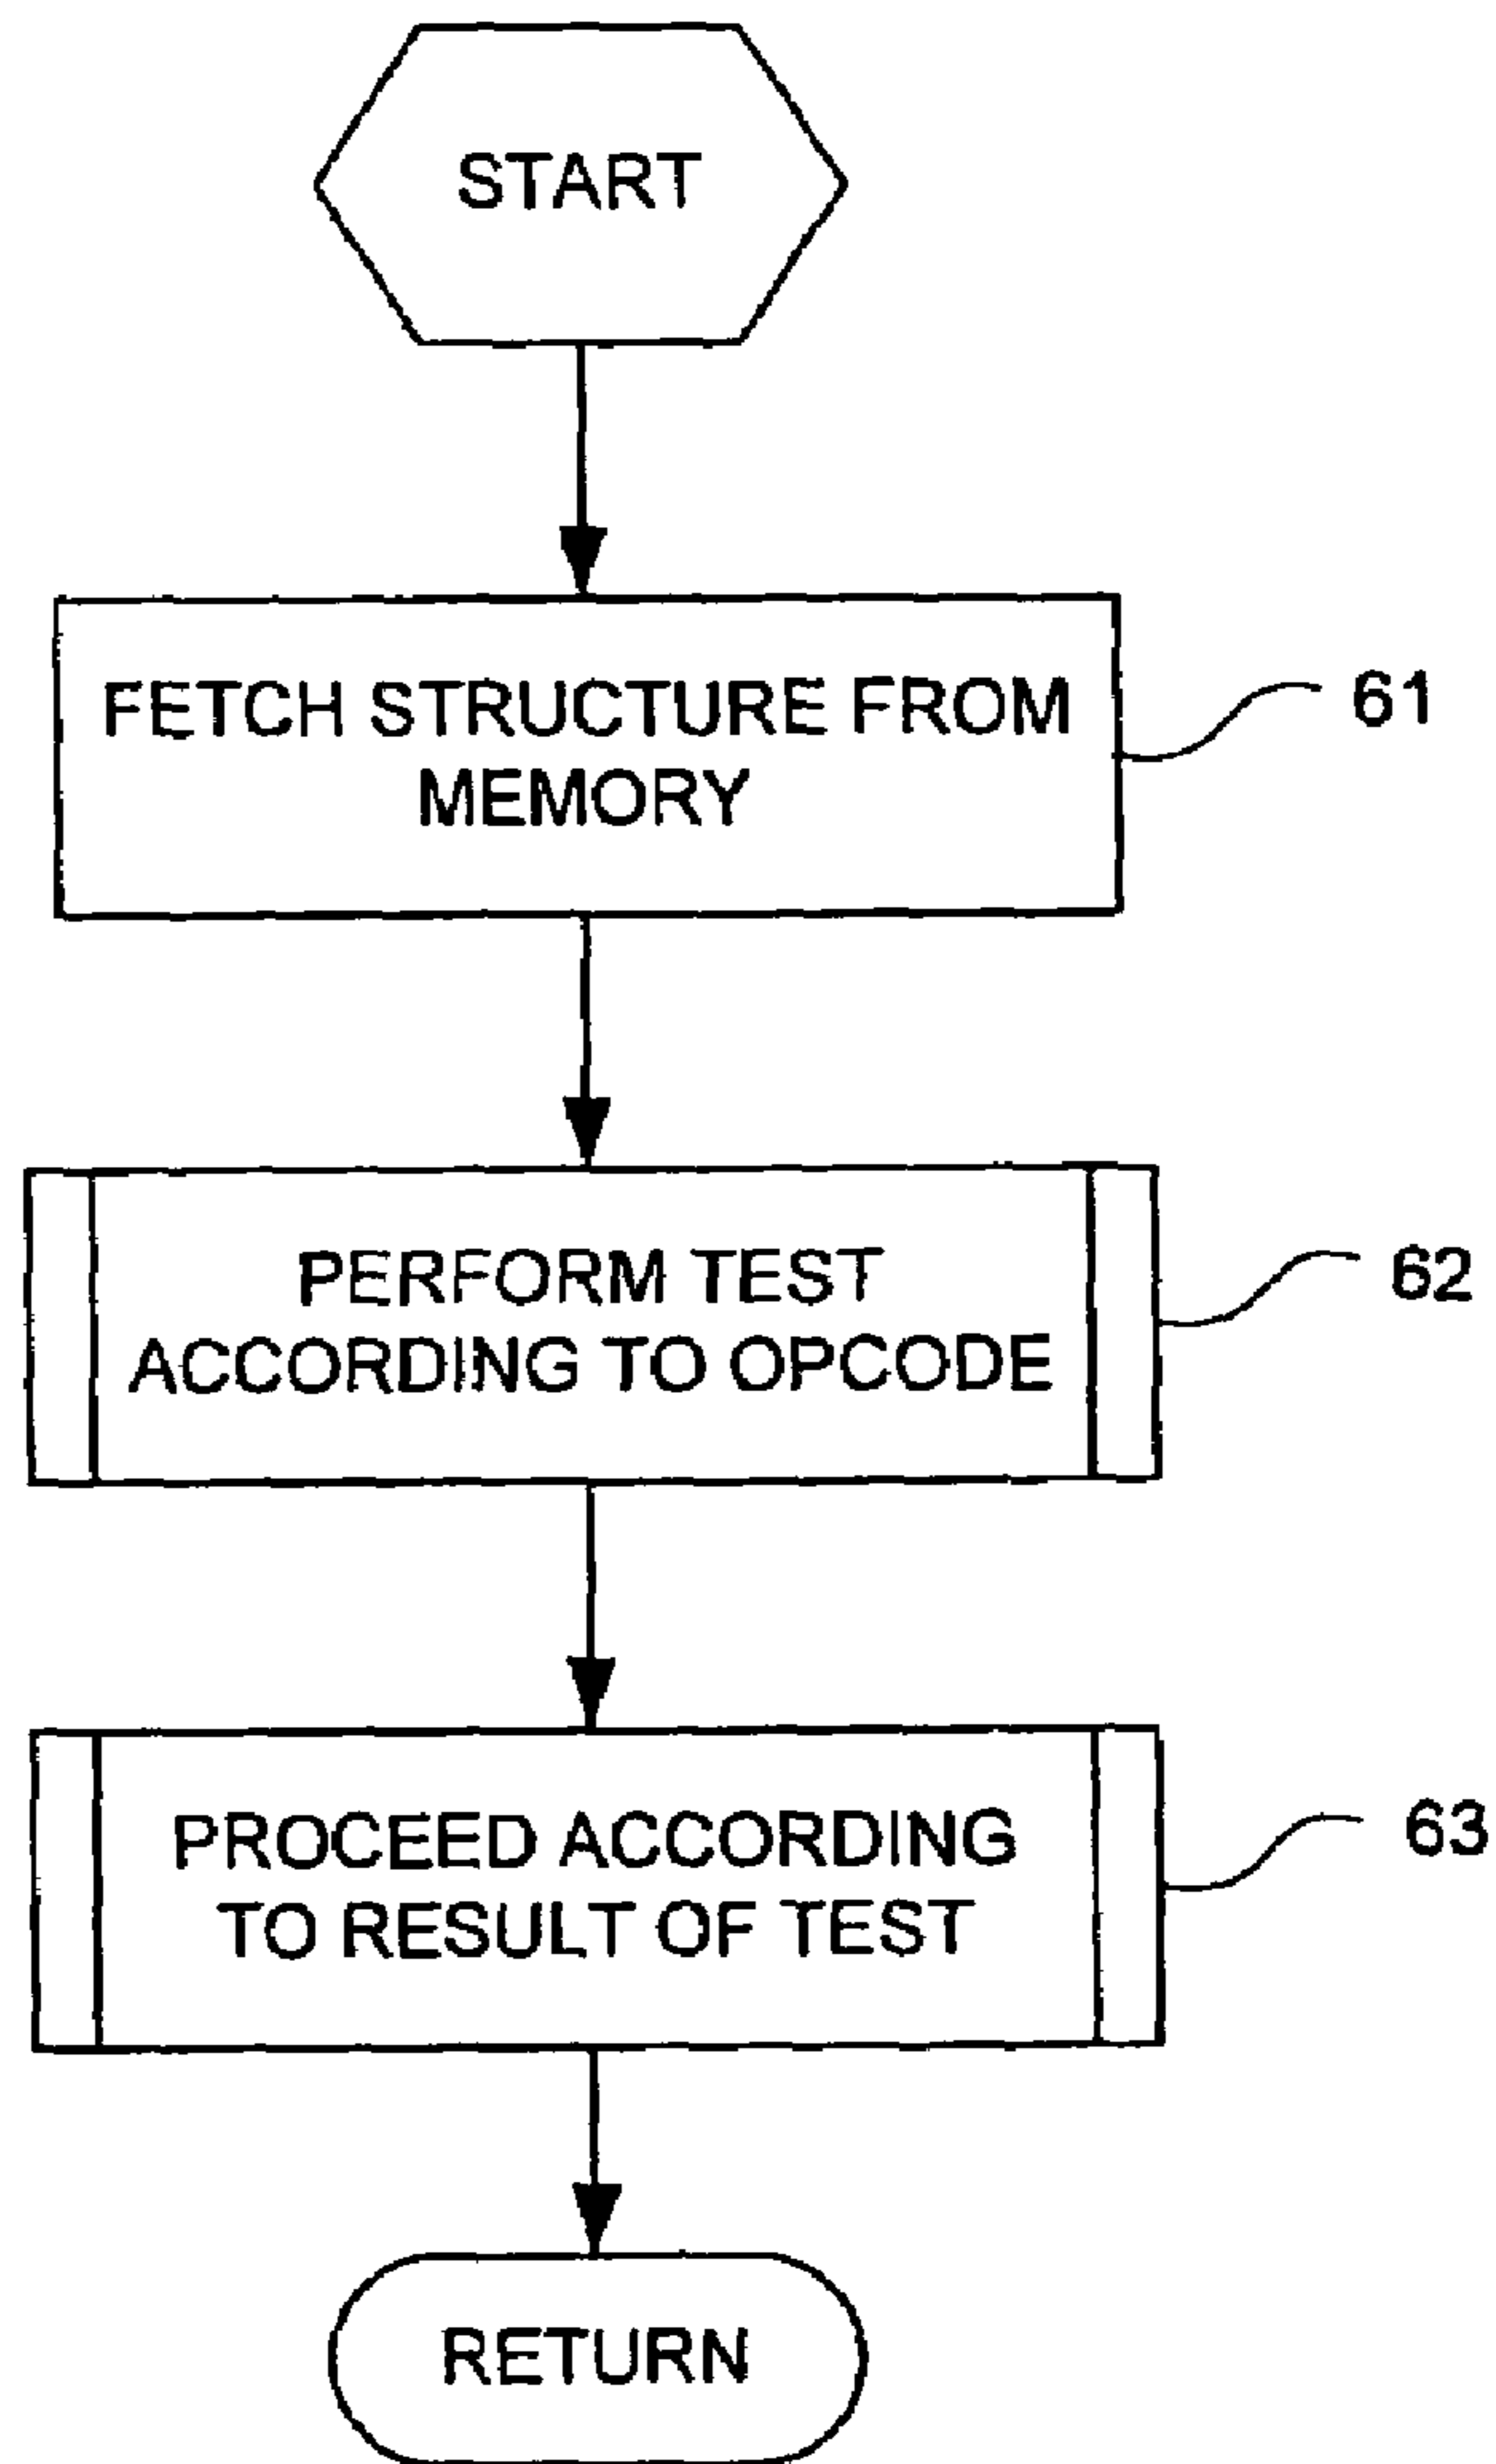 START
FETCH STRUCTURE FROM
MEMORY
61
PERFORM TEST
ACCORDING TO OPCODE
62
PROCEED ACCORDING
TO RESULT OF TEST
63
RETURN